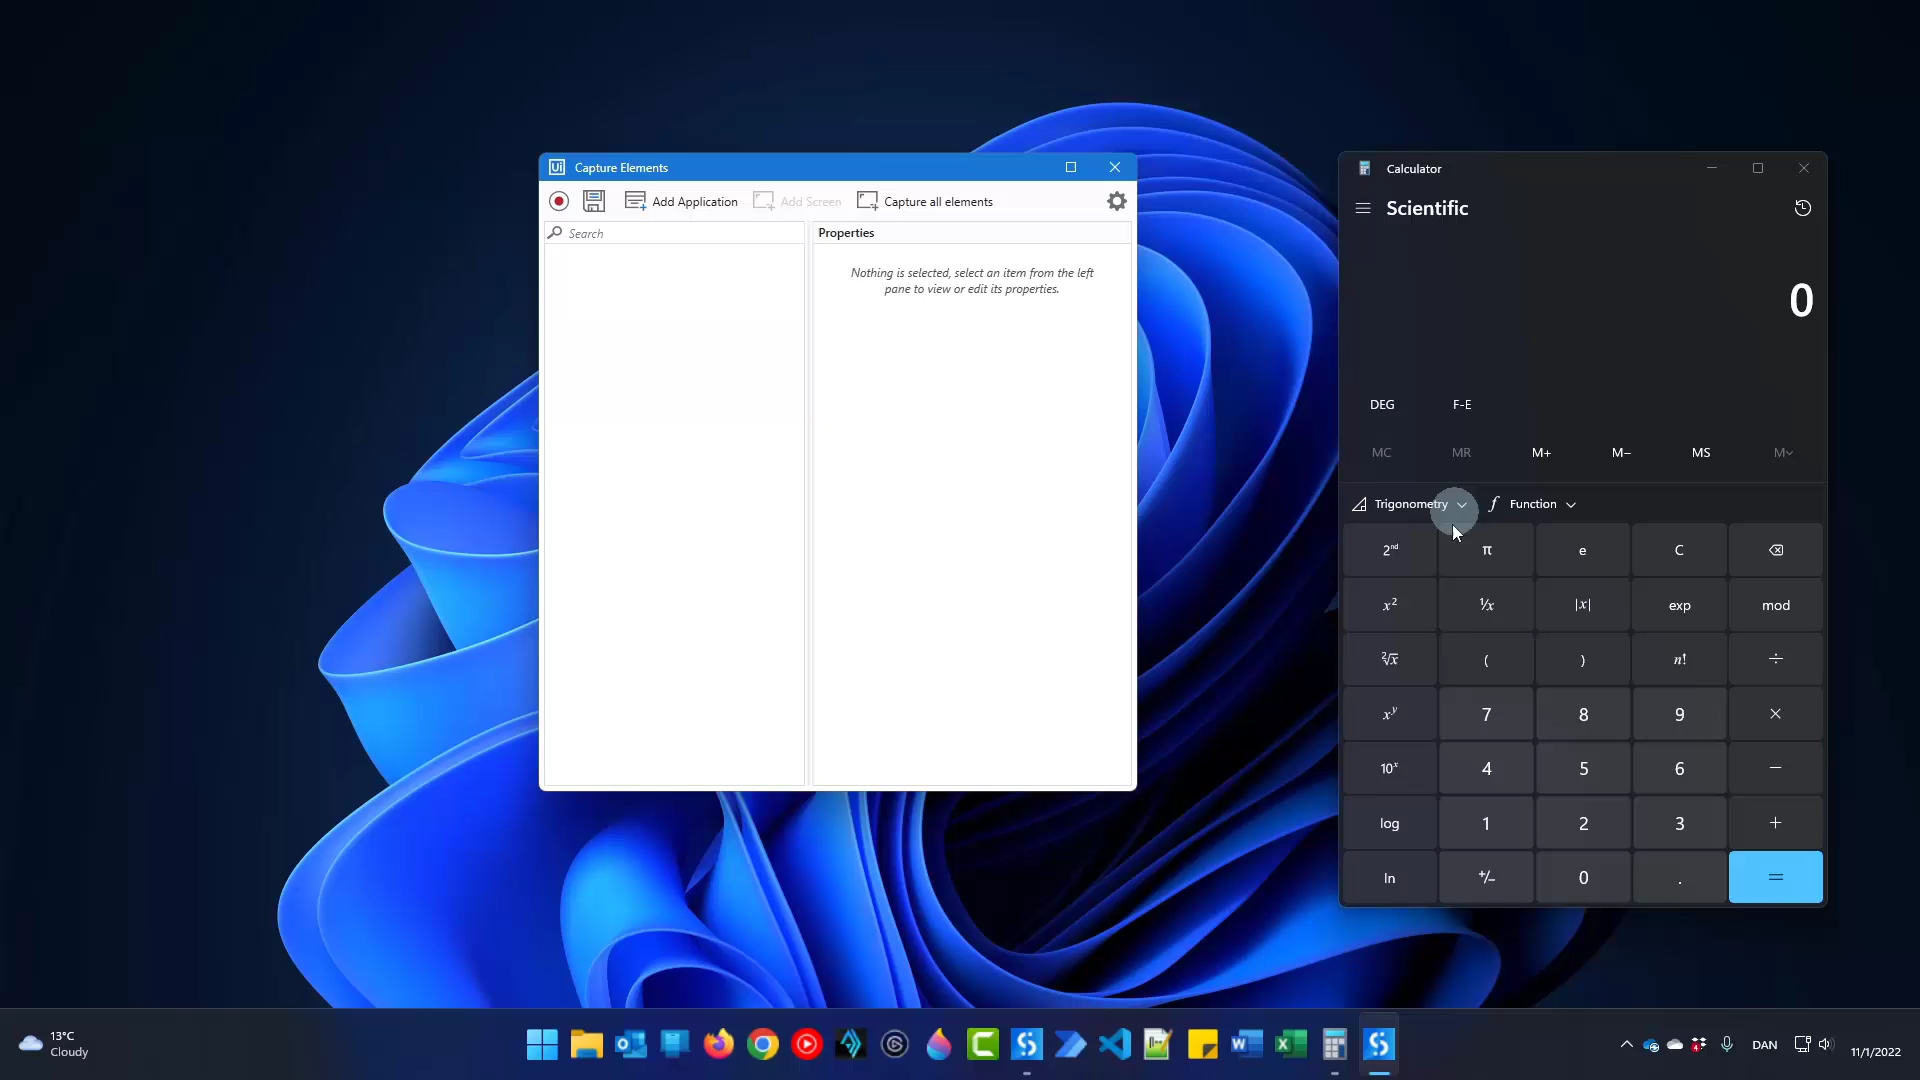 Ui Capture Elements
Add Application Add Screen Capture all elements
Search
Properties
Nothing is selected, select an item from the left
pane to view or edit its properties.
Calculator
Scientific
0
DEG F-E
MC MR M+ M− MS M
Trigonometry f Function
2nd π e C
x² ¹/x |x| exp mod
²√x ( ) n! ÷
xʸ 7 8 9 ×
10ˣ 4 5 6 −
log 1 2 3 +
ln +/− 0 . =
13°C
Cloudy
DAN
11/1/2022